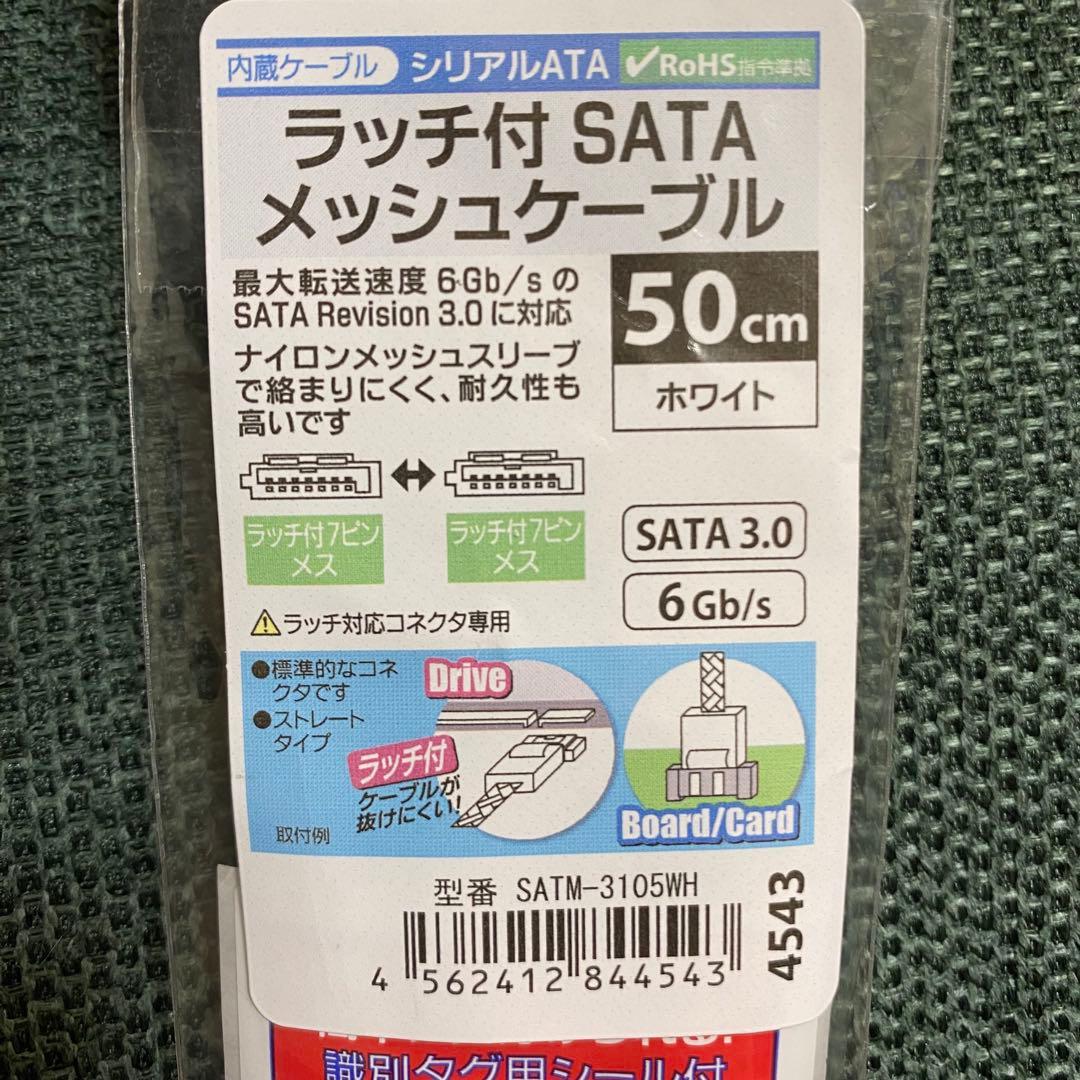 内蔵ケーブル シリアルATA ✓RoHS指令準拠
ラッチ付 SATA
メッシュケーブル
最大転送速度 6Gb/s の
SATA Revision 3.0 に対応
ナイロンメッシュスリーブ
で絡まりにくく、耐久性も
高いです
50cm
ホワイト
ラッチ付7ピン
メス
ラッチ付7ピン
メス
SATA 3.0
6 Gb/s
⚠ラッチ対応コネクタ専用
●標準的なコネ
クタです
●ストレート
タイプ
Drive
ラッチ付
ケーブルが
抜けにくい!
取付例
Board/Card
型番 SATM-3105WH
4 562412 844543
4543
識別タグ用シール付